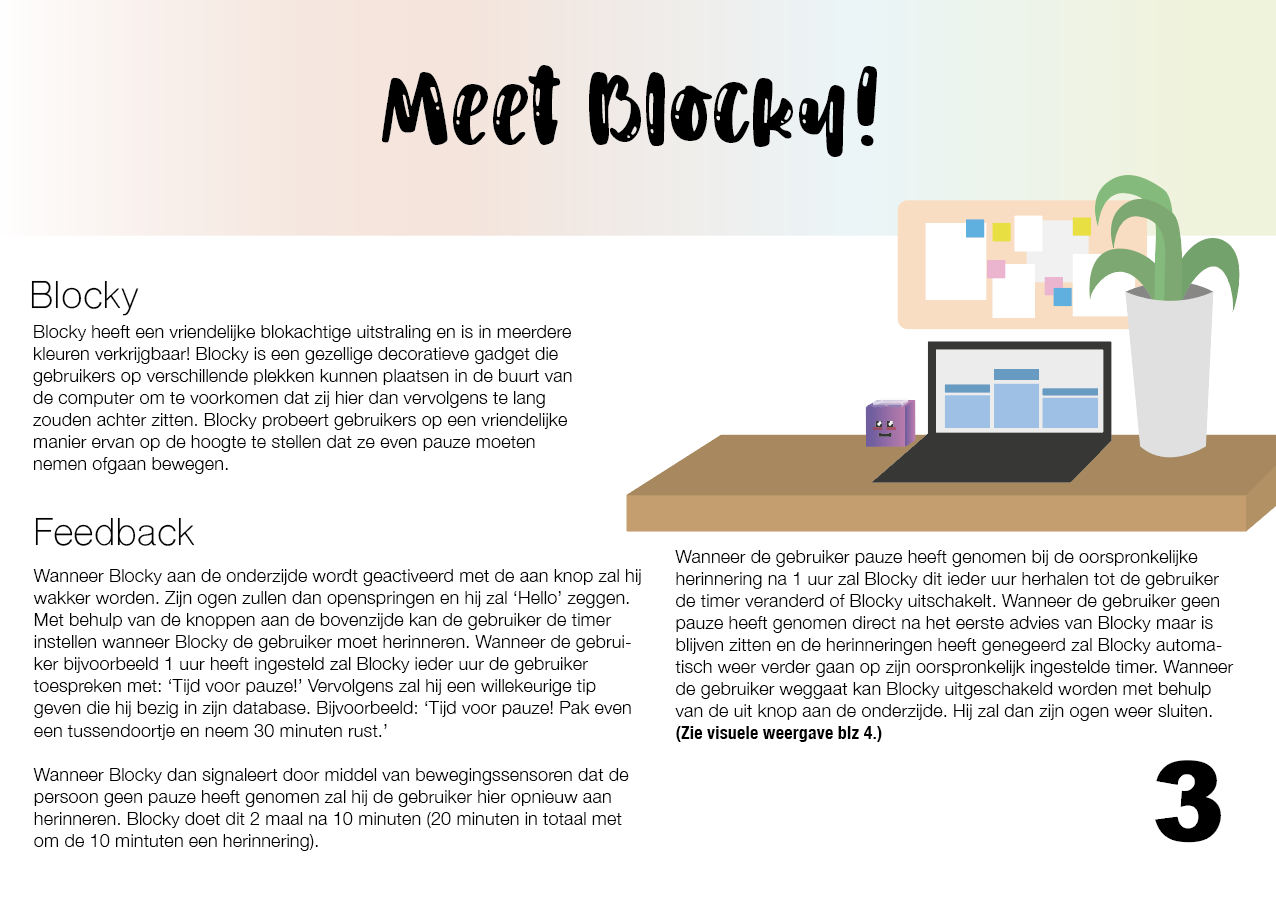 Meet Blocky!
Blocky
Blocky heeft een vriendelijke blokachtige uitstraling en is in meerdere
kleuren verkrijgbaar! Blocky is een gezellige decoratieve gadget die
gebruikers op verschillende plekken kunnen plaatsen in de buurt van
de computer om te voorkomen dat zij hier dan vervolgens te lang
zouden achter zitten. Blocky probeert gebruikers op een vriendelijke
manier ervan op de hoogte te stellen dat ze even pauze moeten
nemen ofgaan bewegen.
Feedback
Wanneer Blocky aan de onderzijde wordt geactiveerd met de aan knop zal hij
wakker worden. Zijn ogen zullen dan openspringen en hij zal ‘Hello’ zeggen.
Met behulp van de knoppen aan de bovenzijde kan de gebruiker de timer
instellen wanneer Blocky de gebruiker moet herinneren. Wanneer de gebrui-
ker bijvoorbeeld 1 uur heeft ingesteld zal Blocky ieder uur de gebruiker
toespreken met: ‘Tijd voor pauze!’ Vervolgens zal hij een willekeurige tip
geven die hij bezig in zijn database. Bijvoorbeeld: ‘Tijd voor pauze! Pak even
een tussendoortje en neem 30 minuten rust.’
Wanneer Blocky dan signaleert door middel van bewegingssensoren dat de
persoon geen pauze heeft genomen zal hij de gebruiker hier opnieuw aan
herinneren. Blocky doet dit 2 maal na 10 minuten (20 minuten in totaal met
om de 10 mintuten een herinnering).
Wanneer de gebruiker pauze heeft genomen bij de oorspronkelijke
herinnering na 1 uur zal Blocky dit ieder uur herhalen tot de gebruiker
de timer veranderd of Blocky uitschakelt. Wanneer de gebruiker geen
pauze heeft genomen direct na het eerste advies van Blocky maar is
blijven zitten en de herinneringen heeft genegeerd zal Blocky automa-
tisch weer verder gaan op zijn oorspronkelijk ingestelde timer. Wanneer
de gebruiker weggaat kan Blocky uitgeschakeld worden met behulp
van de uit knop aan de onderzijde. Hij zal dan zijn ogen weer sluiten.
(Zie visuele weergave blz 4.)
3